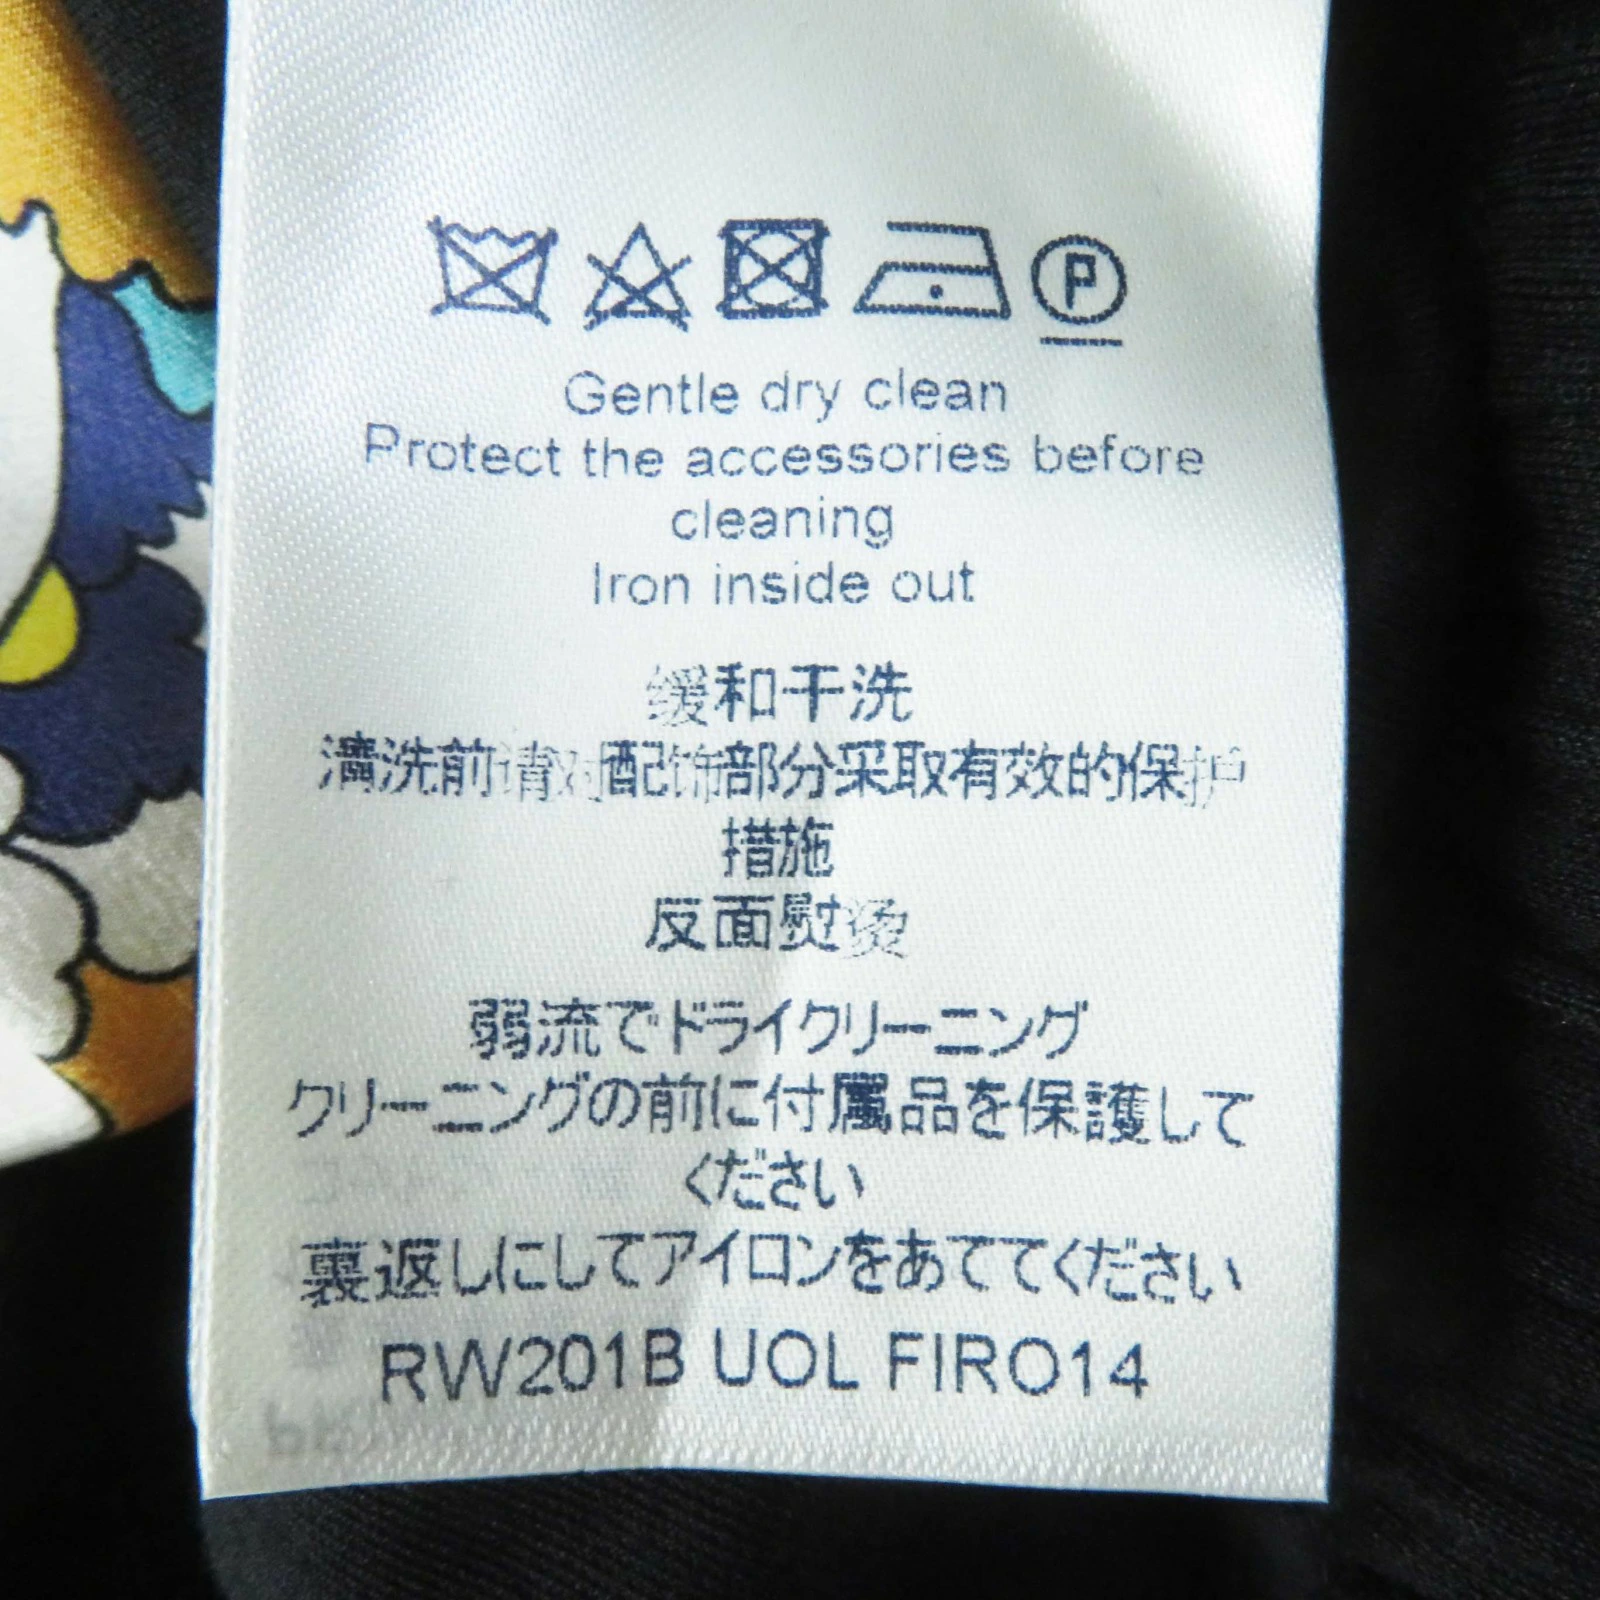 P
Gentle dry clean
Protect the accessories before
cleaning
Iron inside out
缓和干洗
清洗前请对配饰部分采取有效的保护
措施
反面熨烫
弱流でドライクリーニング
クリーニングの前に付属品を保護して
ください
裏返しにしてアイロンをあててください
RW201B UOL FIRO14